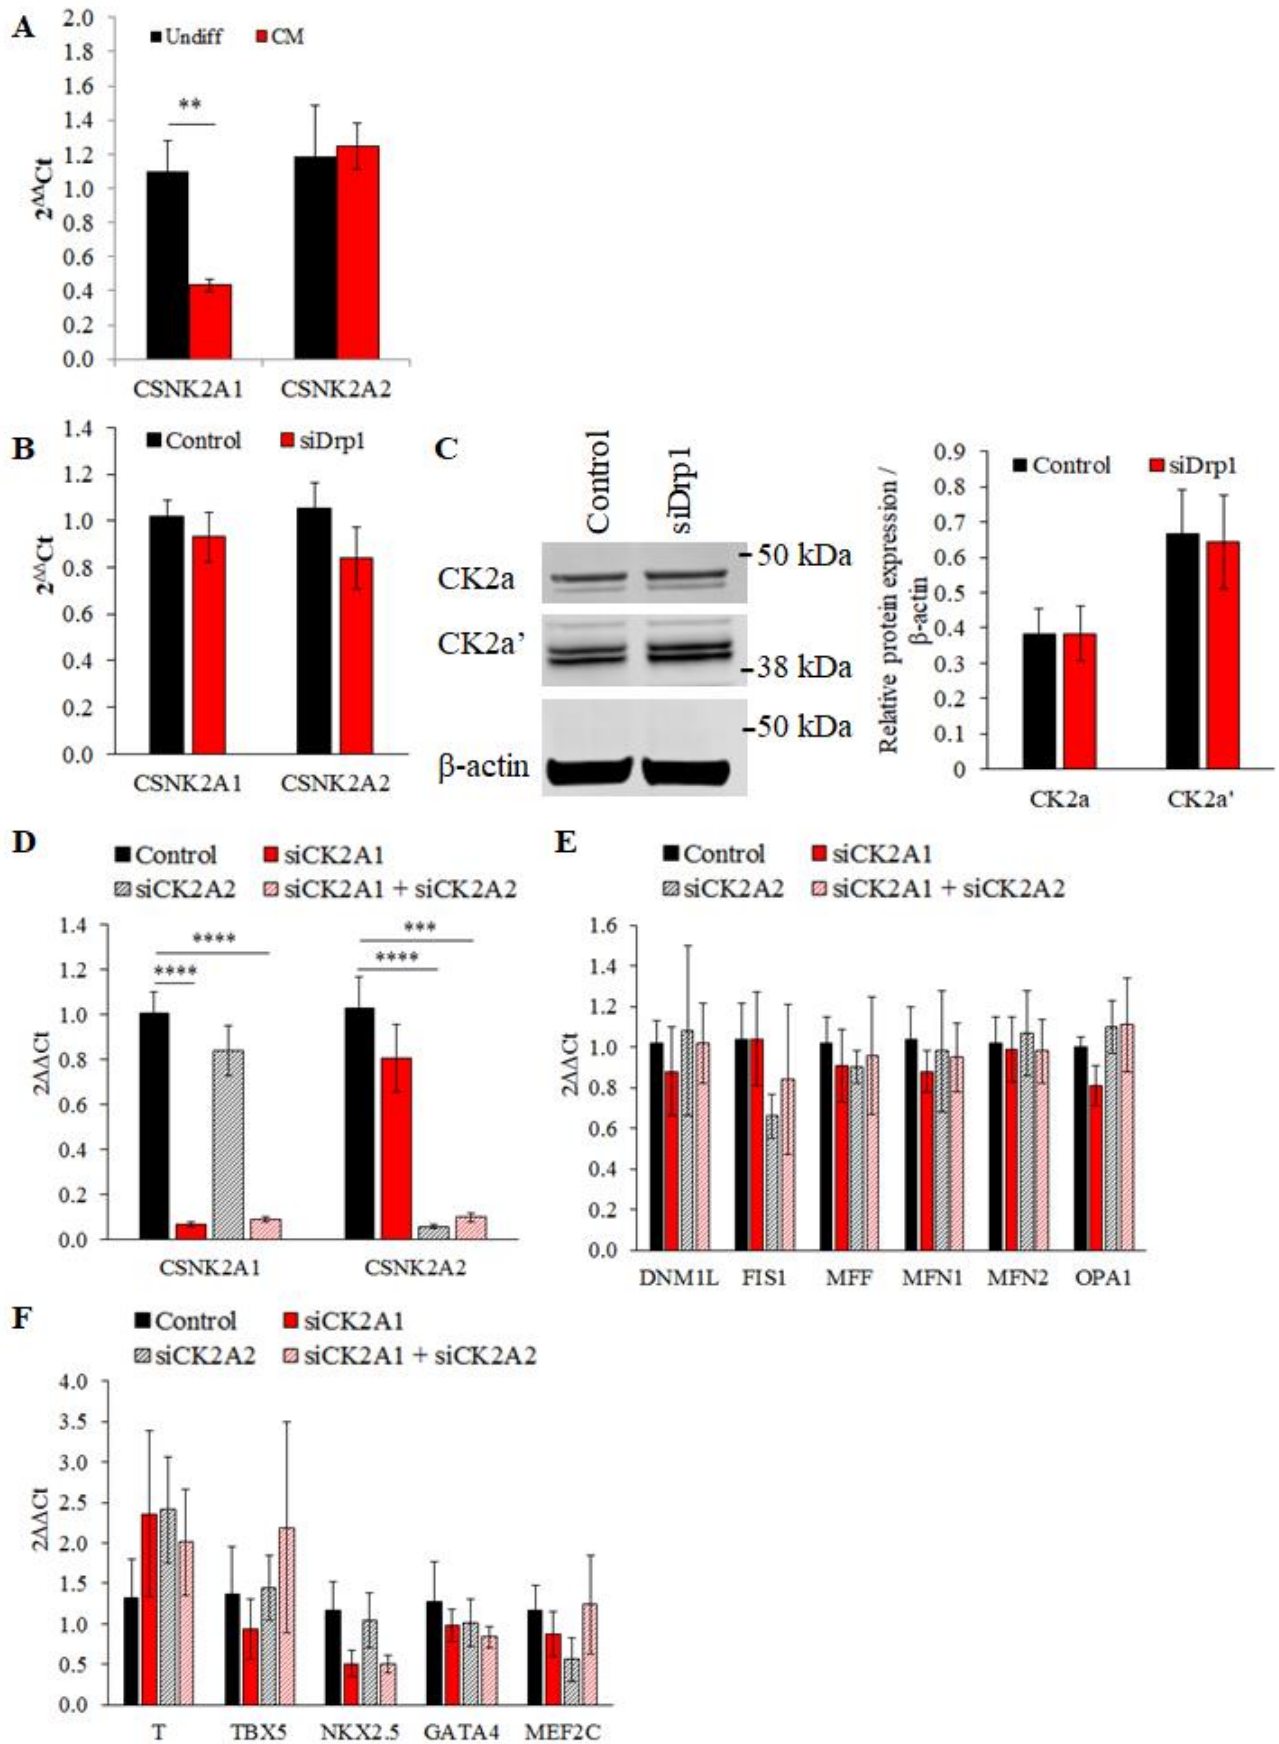 A
Undiff CM
2^ΔΔCt
2.0
1.8
1.6
1.4
1.2
1.0
0.8
0.6
0.4
0.2
0.0
**
CSNK2A1 CSNK2A2
B
Control siDrp1
2^ΔΔCt
1.4
1.2
1.0
0.8
0.6
0.4
0.2
0.0
CSNK2A1 CSNK2A2
C
Control siDrp1
CK2a
50 kDa
CK2a’
38 kDa
50 kDa
β-actin
Control siDrp1
Relative protein expression /
β-actin
0.9
0.8
0.7
0.6
0.5
0.4
0.3
0.2
0.1
0
CK2a CK2a'
D
Control siCK2A1
siCK2A2 siCK2A1 + siCK2A2
2ΔΔCt
1.4
1.2
1.0
0.8
0.6
0.4
0.2
0.0
**** ***
**** ****
CSNK2A1 CSNK2A2
E
Control siCK2A1
siCK2A2 siCK2A1 + siCK2A2
2ΔΔCt
1.6
1.4
1.2
1.0
0.8
0.6
0.4
0.2
0.0
DNM1L FIS1 MFF MFN1 MFN2 OPA1
F
Control siCK2A1
siCK2A2 siCK2A1 + siCK2A2
2ΔΔCt
4.0
3.5
3.0
2.5
2.0
1.5
1.0
0.5
0.0
T TBX5 NKX2.5 GATA4 MEF2C